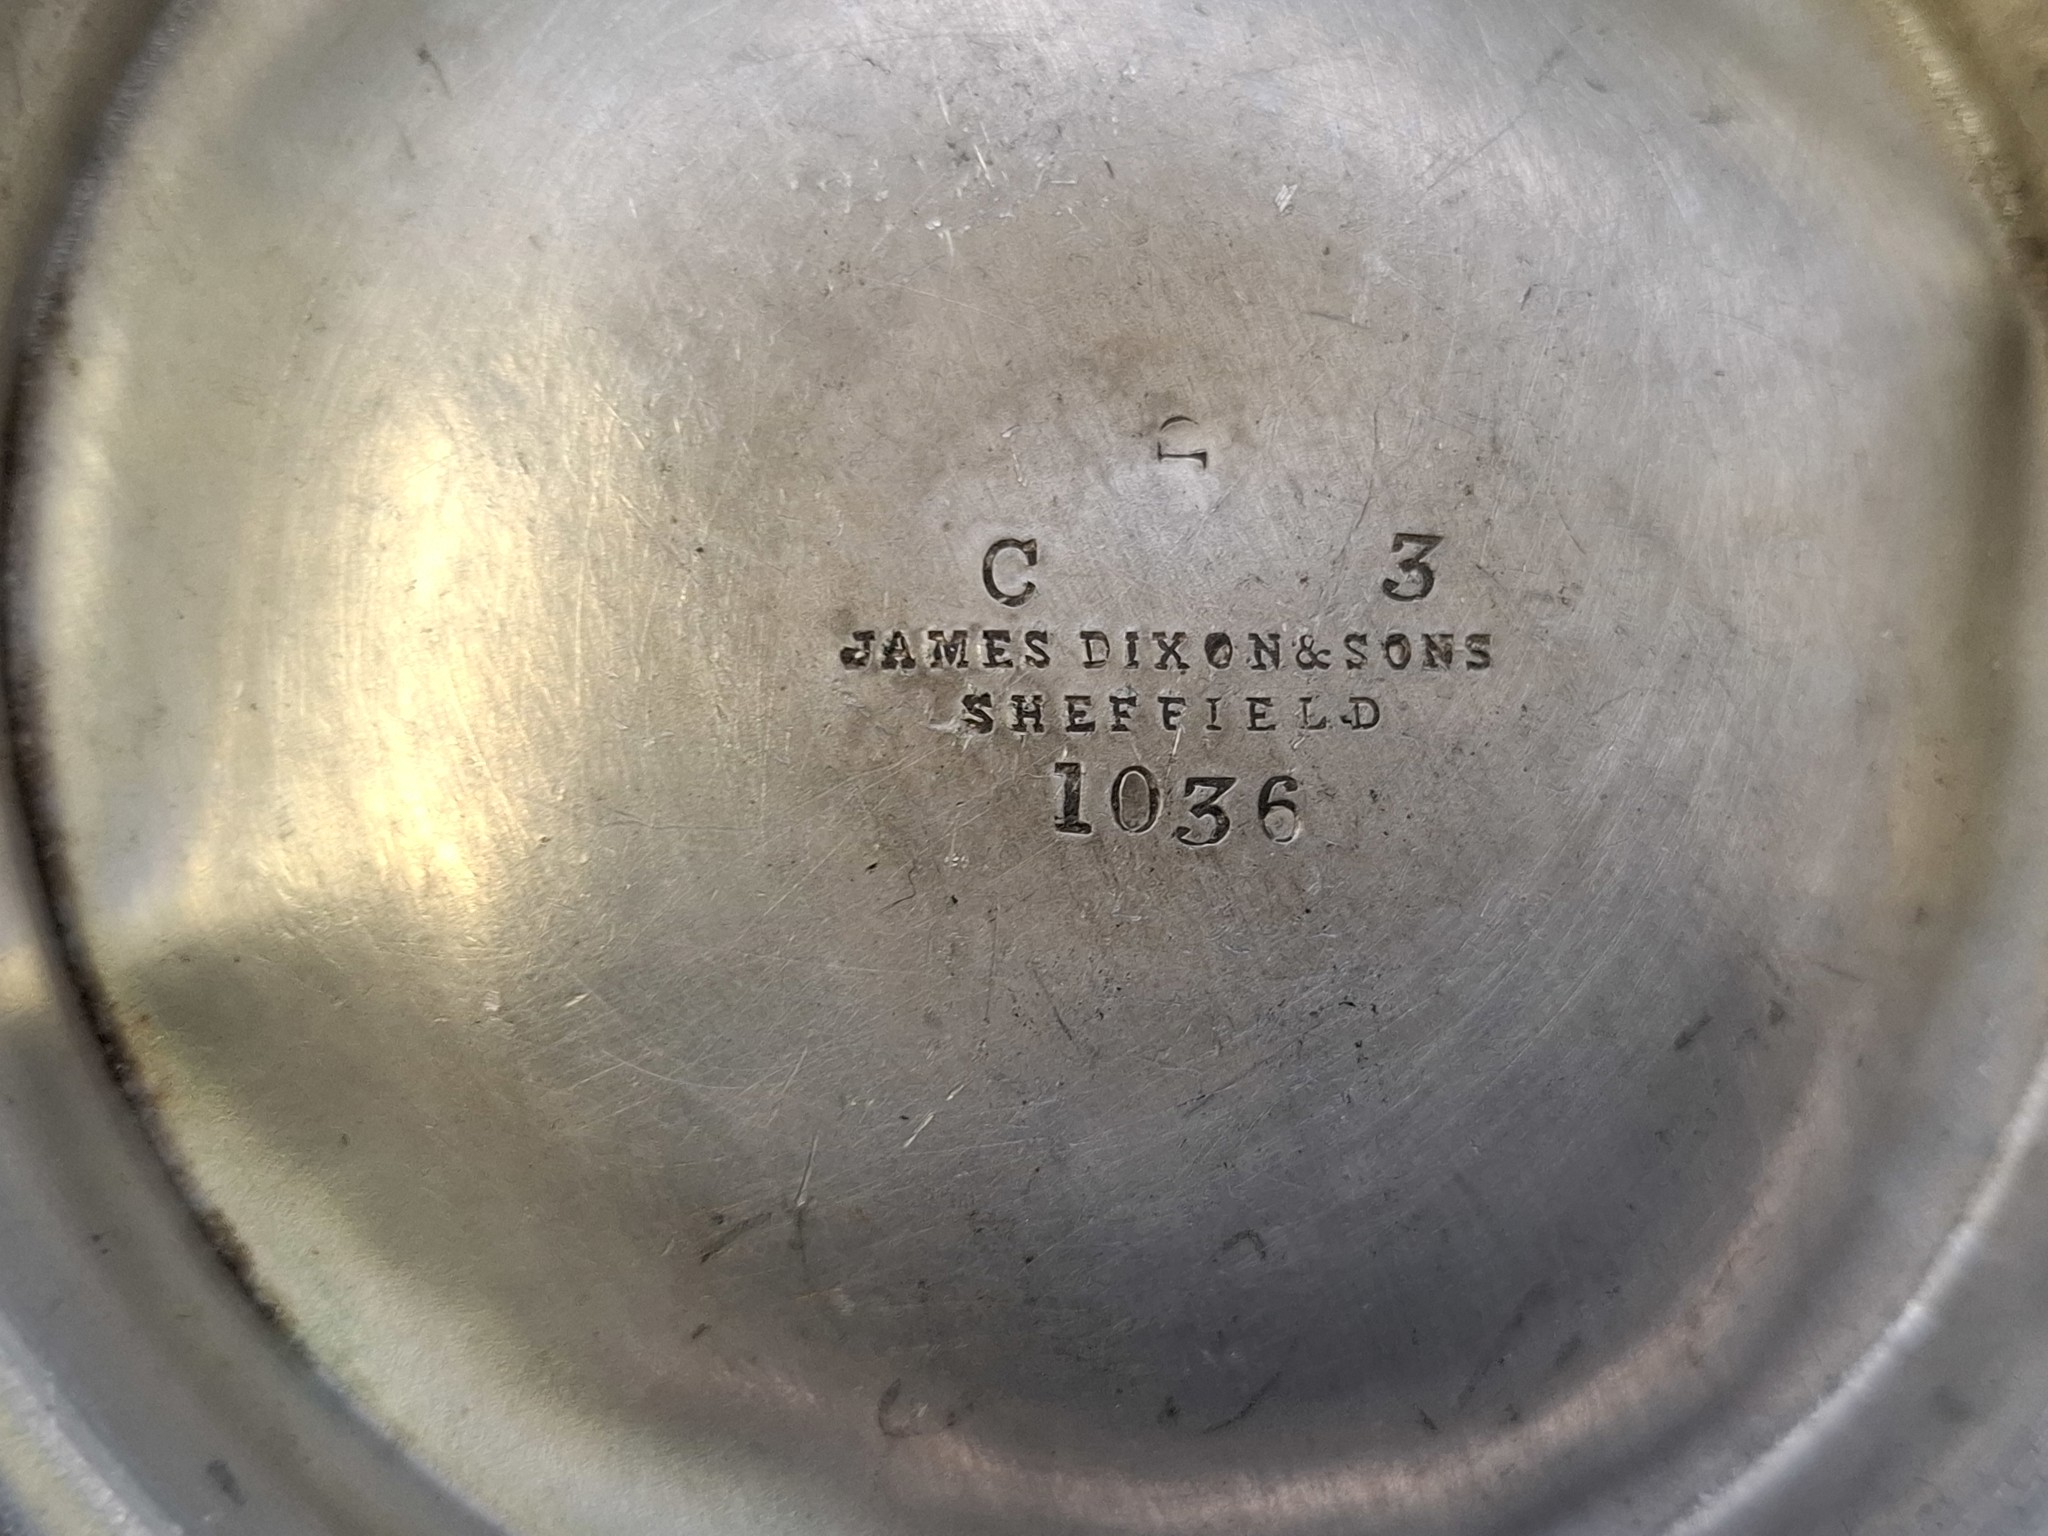 C 3
JAMES DIXON & SONS
SHEFFIELD
1036